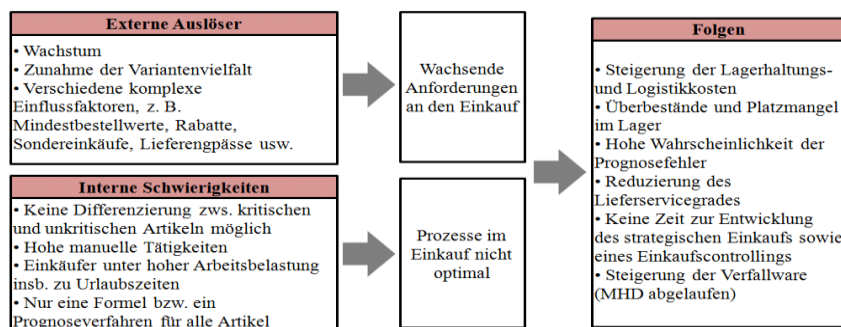 Externe Auslöser
• Wachstum
• Zunahme der Variantenvielfalt
• Verschiedene komplexe
Einflussfaktoren, z. B.
Mindestbestellwerte, Rabatte,
Sondereinkäufe, Lieferengpässe usw.
Wachsende
Anforderungen
an den Einkauf
Interne Schwierigkeiten
• Keine Differenzierung zws. kritischen
und unkritischen Artikeln möglich
• Hohe manuelle Tätigkeiten
• Einkäufer unter hoher Arbeitsbelastung
insb. zu Urlaubszeiten
• Nur eine Formel bzw. ein
Prognoseverfahren für alle Artikel
Prozesse im
Einkauf nicht
optimal
Folgen
• Steigerung der Lagerhaltungs-
und Logistikkosten
• Überbestände und Platzmangel
im Lager
• Hohe Wahrscheinlichkeit der
Prognosefehler
• Reduzierung des
Lieferservicegrades
• Keine Zeit zur Entwicklung
des strategischen Einkaufs sowie
eines Einkaufscontrollings
• Steigerung der Verfallware
(MHD abgelaufen)